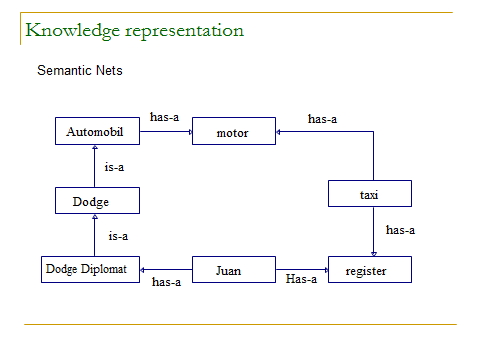 Knowledge representation
Semantic Nets
has-a
has-a
Automobil
motor
is-a
taxi
Dodge
has-a
is-a
Dodge Diplomat
has-a
Juan
Has-a
register